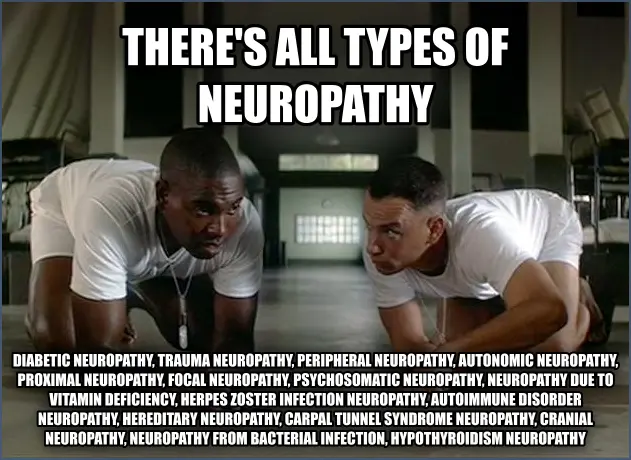 THERE'S ALL TYPES OF
NEUROPATHY
DIABETIC NEUROPATHY, TRAUMA NEUROPATHY, PERIPHERAL NEUROPATHY, AUTONOMIC NEUROPATHY,
PROXIMAL NEUROPATHY, FOCAL NEUROPATHY, PSYCHOSOMATIC NEUROPATHY, NEUROPATHY DUE TO
VITAMIN DEFICIENCY, HERPES ZOSTER INFECTION NEUROPATHY, AUTOIMMUNE DISORDER
NEUROPATHY, HEREDITARY NEUROPATHY, CARPAL TUNNEL SYNDROME NEUROPATHY, CRANIAL
NEUROPATHY, NEUROPATHY FROM BACTERIAL INFECTION, HYPOTHYROIDISM NEUROPATHY